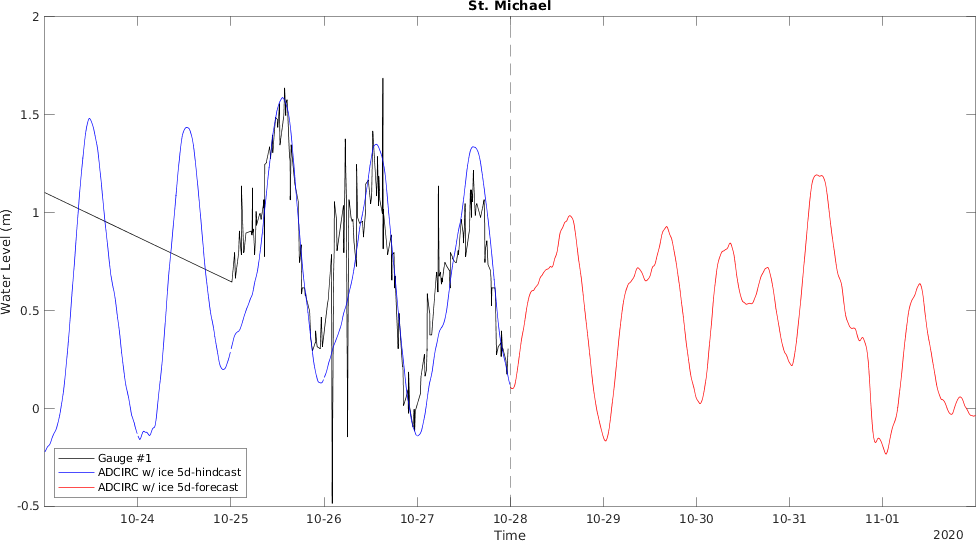 St. Michael
Water Level (m)
2
1.5
1
0.5
0
-0.5
Gauge #1
ADCIRC w/ ice 5d-hindcast
ADCIRC w/ ice 5d-forecast
10-24 10-25 10-26 10-27 10-28 10-29 10-30 10-31 11-01
Time
2020